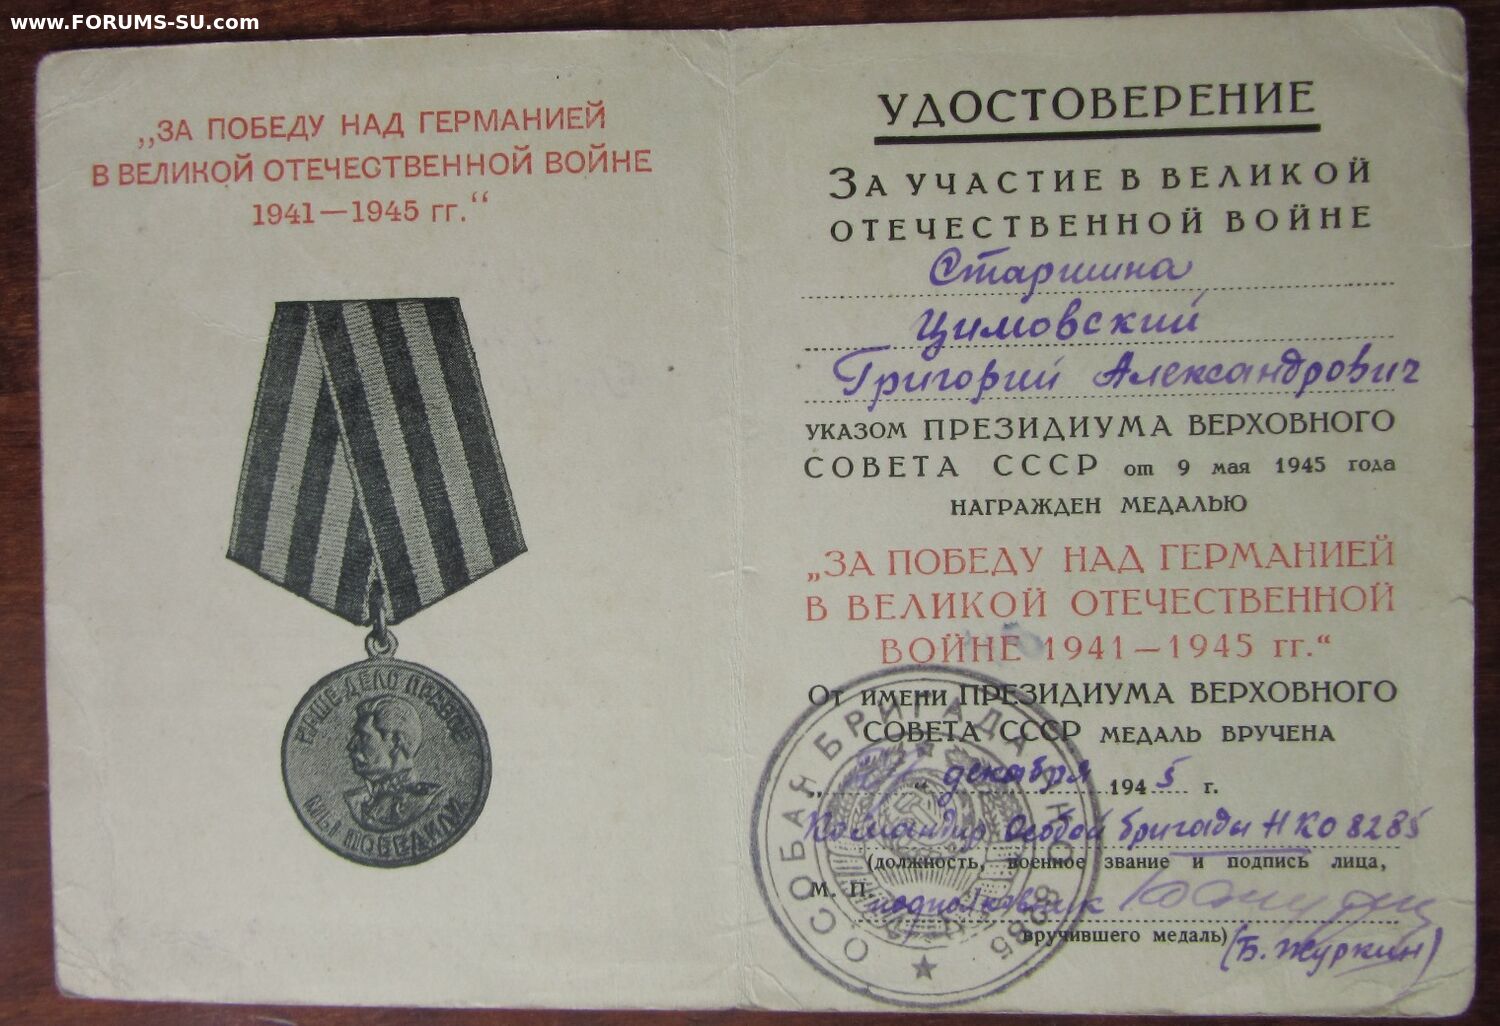 www.FORUMS-SU.com
„ЗА ПОБЕДУ НАД ГЕРМАНИЕЙ
В ВЕЛИКОЙ ОТЕЧЕСТВЕННОЙ ВОЙНЕ
1941—1945 гг.“
НАШЕ ДЕЛО ПРАВОЕ
МЫ ПОБЕДИЛИ
УДОСТОВЕРЕНИЕ
ЗА УЧАСТИЕ В ВЕЛИКОЙ
ОТЕЧЕСТВЕННОЙ ВОЙНЕ
Старшина
Цимовский
Григорий Александрович
УКАЗОМ ПРЕЗИДИУМА ВЕРХОВНОГО
СОВЕТА СССР от 9 мая 1945 года
НАГРАЖДЕН МЕДАЛЬЮ
„ЗА ПОБЕДУ НАД ГЕРМАНИЕЙ
В ВЕЛИКОЙ ОТЕЧЕСТВЕННОЙ
ВОЙНЕ 1941—1945 гг.“
ОТ ИМЕНИ ПРЕЗИДИУМА ВЕРХОВНОГО
СОВЕТА СССР МЕДАЛЬ ВРУЧЕНА
декабря 1945 г.
Командир Особой бригады НКО 8285
(должность, военное звание и подпись лица,
М. П. подполковник
вручившего медаль) (Б. Журкин)
ОСОБАЯ БРИГАДА НКО 8285